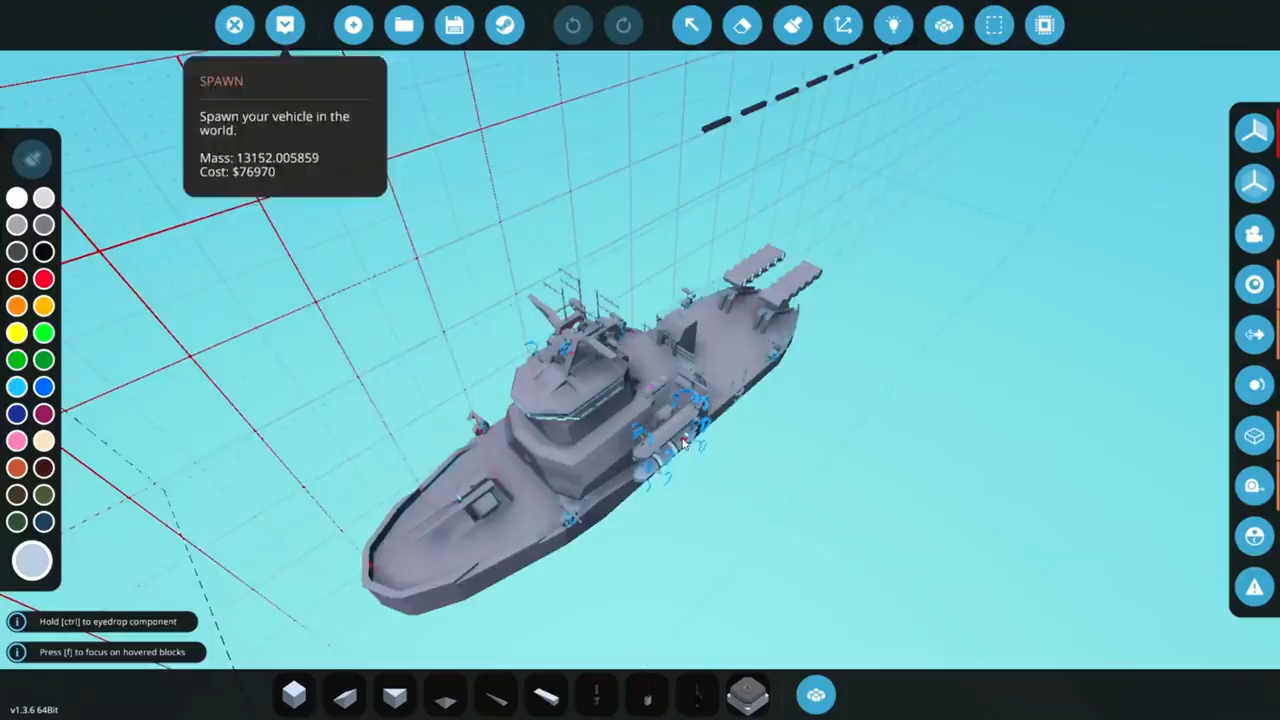 SPAWN
Spawn your vehicle in the
world.
Mass: 13152.005859
Cost: $76970
Hold [ctrl] to eyedrop component
Press [f] to focus on hovered blocks
v1.3.6 64Bit